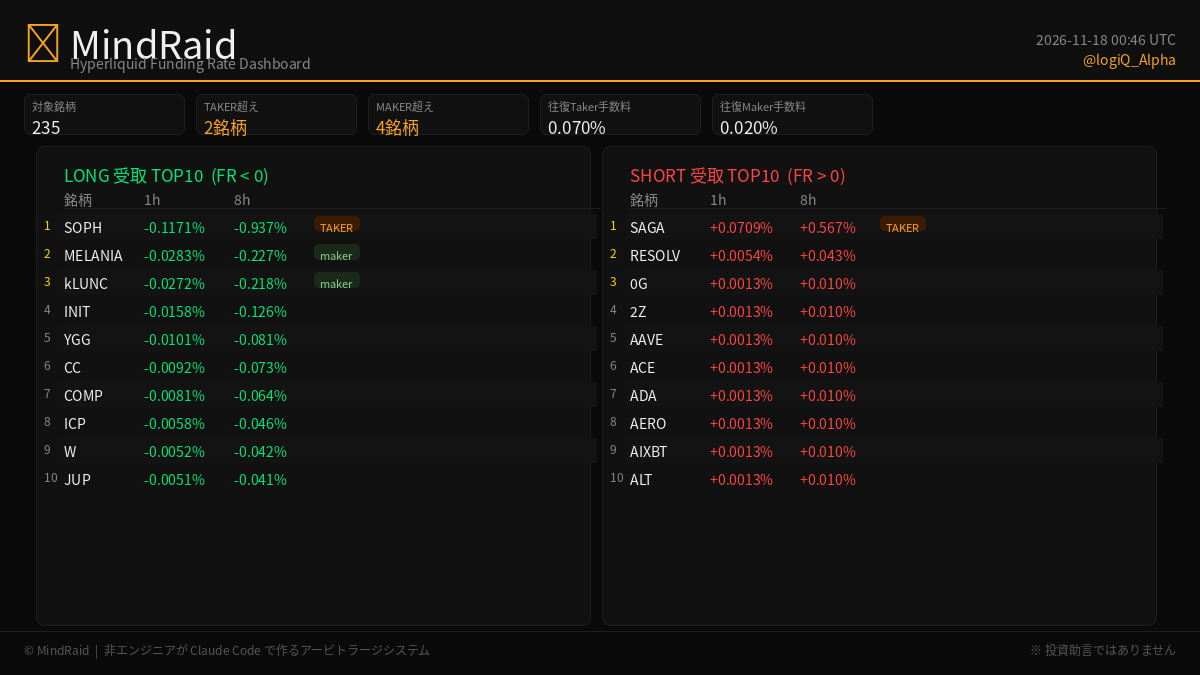 MindRaid
Hyperliquid Funding Rate Dashboard
2026-11-18 00:46 UTC
@logiQ_Alpha
対象銘柄
235
TAKER超え
2銘柄
MAKER超え
4銘柄
往復Taker手数料
0.070%
往復Maker手数料
0.020%
LONG 受取 TOP10 (FR < 0)
銘柄 1h 8h
1 SOPH -0.1171% -0.937% TAKER
2 MELANIA -0.0283% -0.227% maker
3 kLUNC -0.0272% -0.218% maker
4 INIT -0.0158% -0.126%
5 YGG -0.0101% -0.081%
6 CC -0.0092% -0.073%
7 COMP -0.0081% -0.064%
8 ICP -0.0058% -0.046%
9 W -0.0052% -0.042%
10 JUP -0.0051% -0.041%
SHORT 受取 TOP10 (FR > 0)
銘柄 1h 8h
1 SAGA +0.0709% +0.567% TAKER
2 RESOLV +0.0054% +0.043%
3 0G +0.0013% +0.010%
4 2Z +0.0013% +0.010%
5 AAVE +0.0013% +0.010%
6 ACE +0.0013% +0.010%
7 ADA +0.0013% +0.010%
8 AERO +0.0013% +0.010%
9 AIXBT +0.0013% +0.010%
10 ALT +0.0013% +0.010%
© MindRaid | 非エンジニアが Claude Code で作るアービトラージシステム
※ 投資助言ではありません